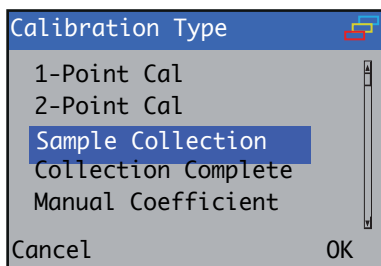 Calibration Type
1-Point Cal
2-Point Cal
Sample Collection
Collection Complete
Manual Coefficient
Cancel OK